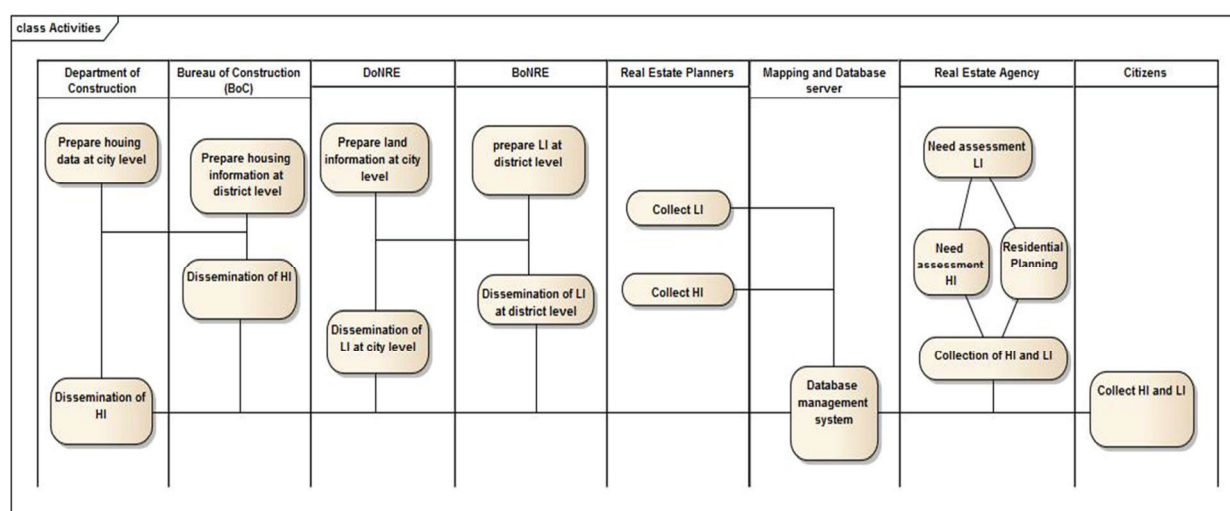 class Activities
Department of
Construction
Bureau of Construction
(BoC)
DoNRE
BoNRE
Real Estate Planners
Mapping and Database
server
Real Estate Agency
Citizens
Prepare houing
data at city level
Prepare housing
information at
district level
Prepare land
information at city
level
prepare LI at
district level
Need assessment
LI
Collect LI
Need
assessment
HI
Residential
Planning
Dissemination of HI
Collect HI
Dissemination of LI
at district level
Dissemination of
LI at city level
Collection of HI and LI
Dissemination of
HI
Database
management
system
Collect HI and LI